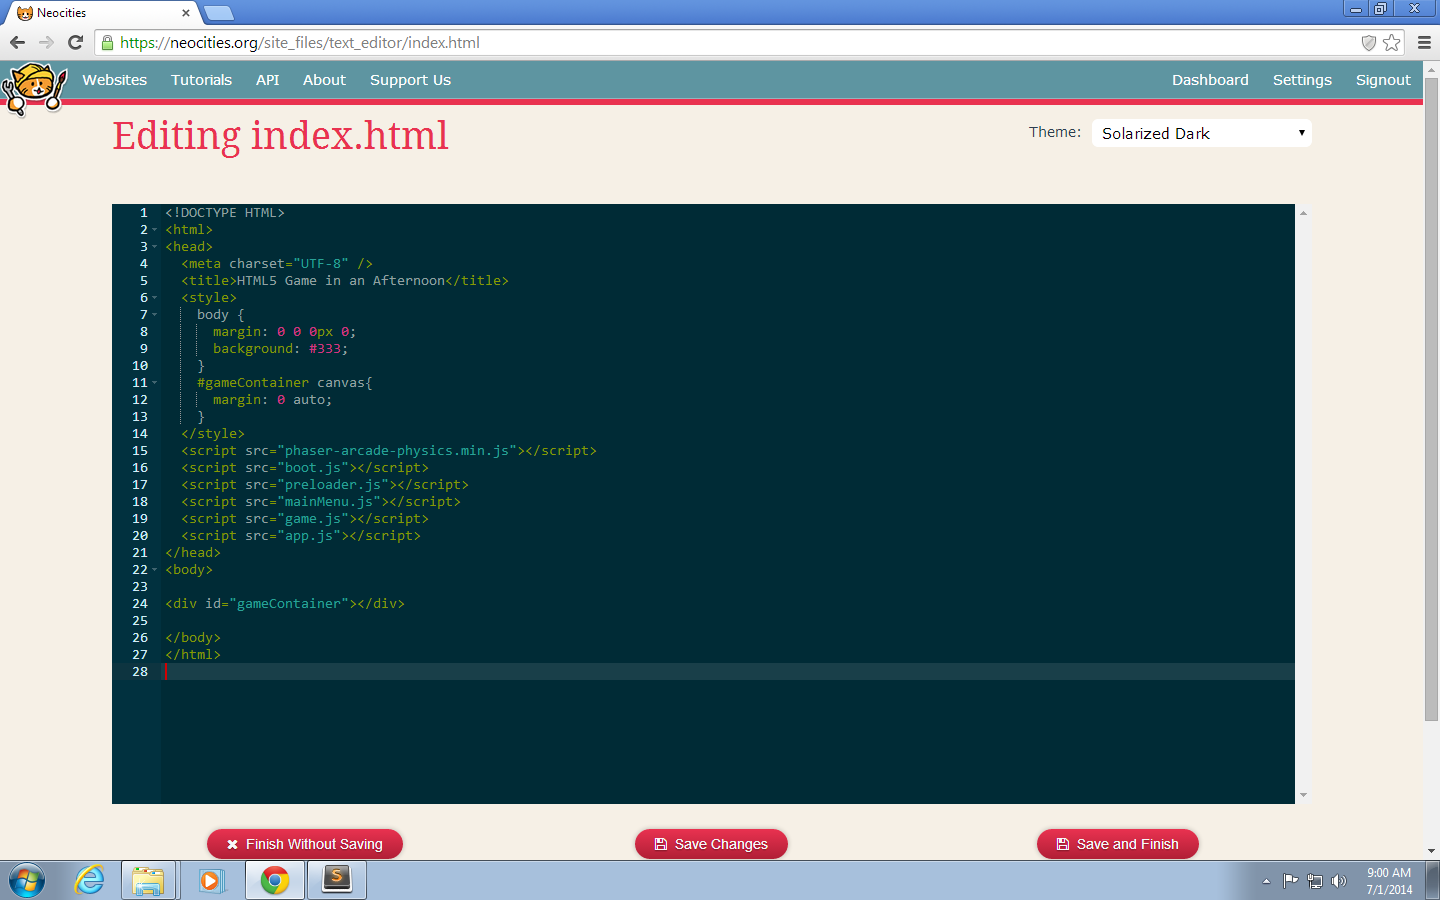 Neocities
https://neocities.org/site_files/text_editor/index.html
Websites Tutorials API About Support Us Dashboard Settings Signout
Editing index.html
Theme: Solarized Dark
1 <!DOCTYPE HTML>
2 <html>
3 <head>
4 <meta charset="UTF-8" />
5 <title>HTML5 Game in an Afternoon</title>
6 <style>
7 body {
8 margin: 0 0 0px 0;
9 background: #333;
10 }
11 #gameContainer canvas{
12 margin: 0 auto;
13 }
14 </style>
15 <script src="phaser-arcade-physics.min.js"></script>
16 <script src="boot.js"></script>
17 <script src="preloader.js"></script>
18 <script src="mainMenu.js"></script>
19 <script src="game.js"></script>
20 <script src="app.js"></script>
21 </head>
22 <body>
23
24 <div id="gameContainer"></div>
25
26 </body>
27 </html>
28
Finish Without Saving Save Changes Save and Finish
S
9:00 AM
7/1/2014